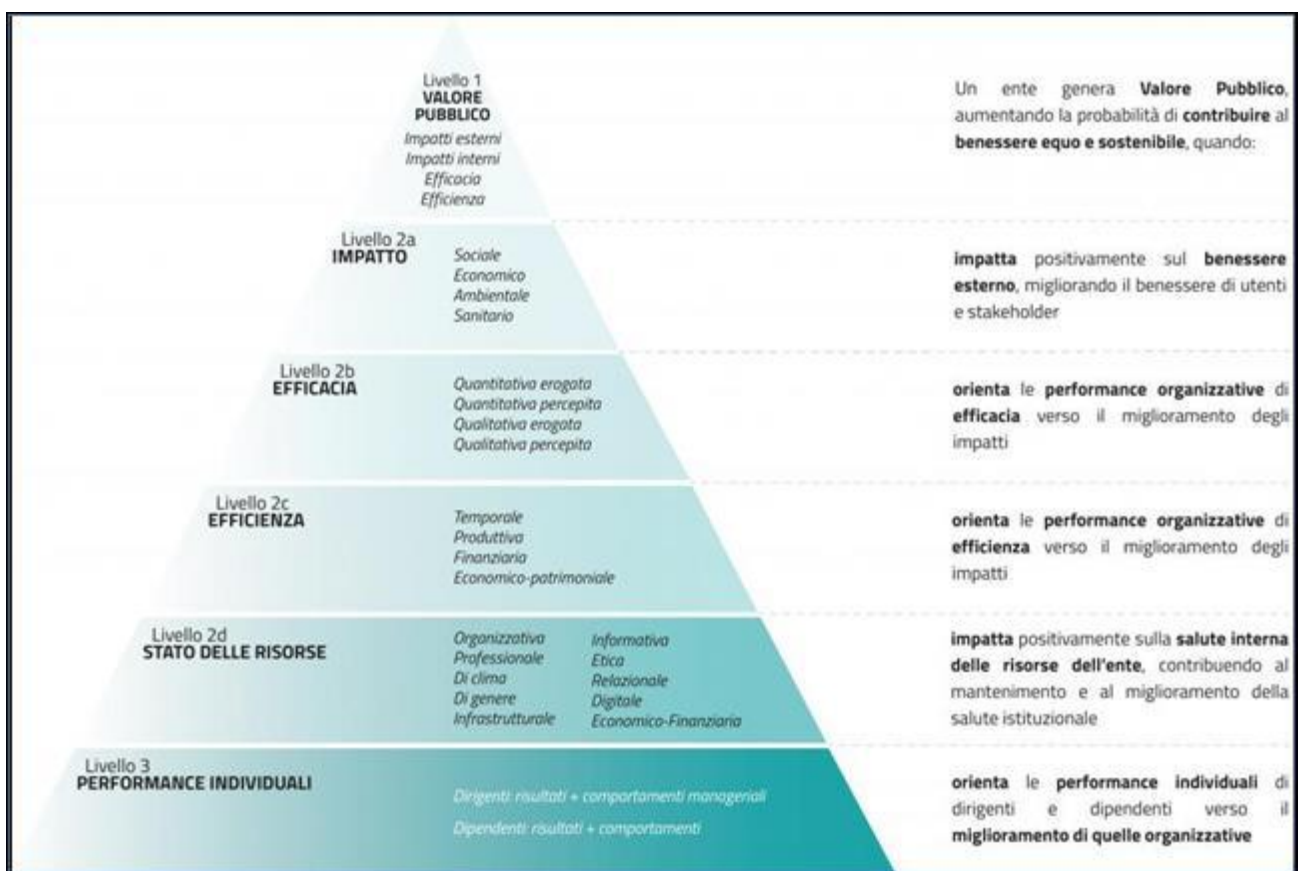 Livello 1
VALORE
PUBBLICO
Impatti esterni
Impatti interni
Efficacia
Efficienza
Un ente genera Valore Pubblico,
aumentando la probabilità di contribuire al
benessere equo e sostenibile, quando:
Livello 2a
IMPATTO
Sociale
Economico
Ambientale
Sanitario
impatta positivamente sul benessere
esterno, migliorando il benessere di utenti
e stakeholder
Livello 2b
EFFICACIA
Quantitativa erogata
Quantitativa percepita
Qualitativa erogata
Qualitativa percepita
orienta le performance organizzative di
efficacia verso il miglioramento degli
impatti
Livello 2c
EFFICIENZA
Temporale
Produttiva
Finanziaria
Economico-patrimoniale
orienta le performance organizzative di
efficienza verso il miglioramento degli
impatti
Livello 2d
STATO DELLE RISORSE
Organizzativa
Professionale
Di clima
Di genere
Infrastrutturale
Informativa
Etica
Relazionale
Digitale
Economico-Finanziaria
impatta positivamente sulla salute interna
delle risorse dell'ente, contribuendo al
mantenimento e al miglioramento della
salute istituzionale
Livello 3
PERFORMANCE INDIVIDUALI
Dirigenti: risultati + comportamenti manageriali
Dipendenti: risultati + comportamenti
orienta le performance individuali di
dirigenti e dipendenti verso il
miglioramento di quelle organizzative